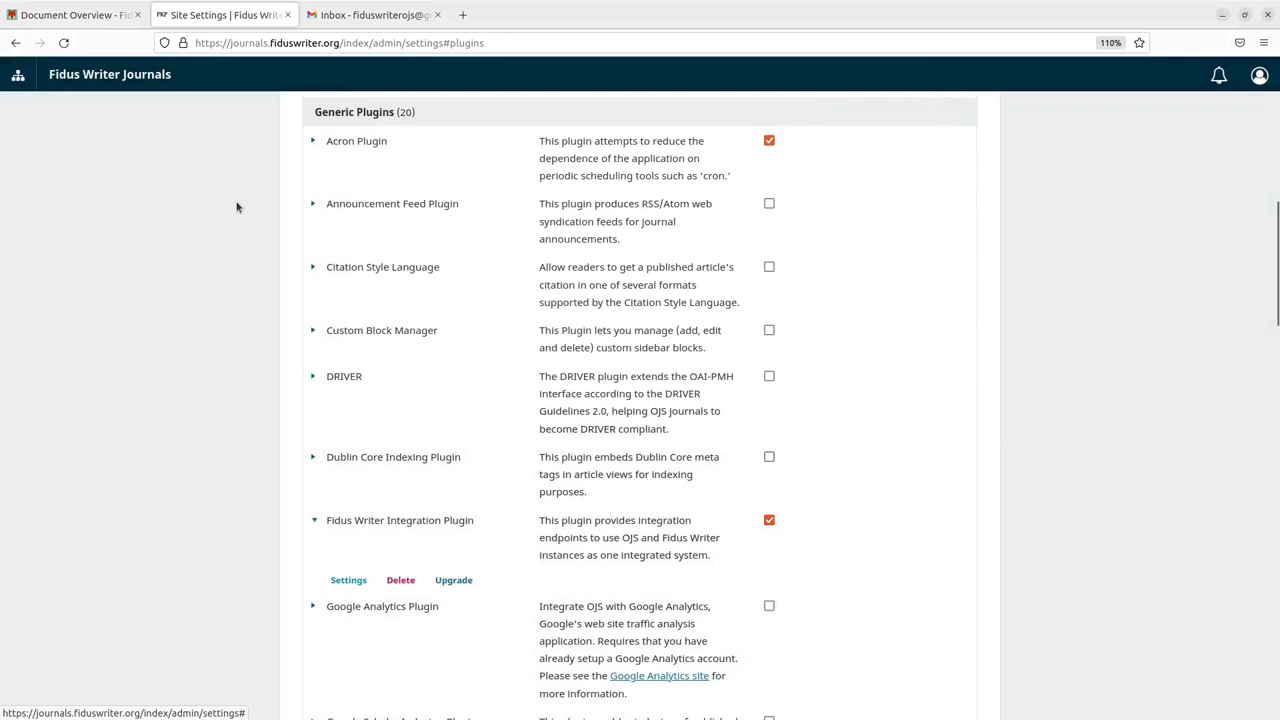 Document Overview - Fid
Site Settings | Fidus Write
Inbox - fiduswriterojs@g
https://journals.fiduswriter.org/index/admin/settings#plugins
110%
Fidus Writer Journals
Generic Plugins (20)
Acron Plugin
This plugin attempts to reduce the
dependence of the application on
periodic scheduling tools such as 'cron.'
Announcement Feed Plugin
This plugin produces RSS/Atom web
syndication feeds for journal
announcements.
Citation Style Language
Allow readers to get a published article's
citation in one of several formats
supported by the Citation Style Language.
Custom Block Manager
This Plugin lets you manage (add, edit
and delete) custom sidebar blocks.
DRIVER
The DRIVER plugin extends the OAI-PMH
interface according to the DRIVER
Guidelines 2.0, helping OJS journals to
become DRIVER compliant.
Dublin Core Indexing Plugin
This plugin embeds Dublin Core meta
tags in article views for indexing
purposes.
Fidus Writer Integration Plugin
This plugin provides integration
endpoints to use OJS and Fidus Writer
instances as one integrated system.
Settings Delete Upgrade
Google Analytics Plugin
Integrate OJS with Google Analytics,
Google's web site traffic analysis
application. Requires that you have
already setup a Google Analytics account.
Please see the Google Analytics site for
more information.
https://journals.fiduswriter.org/index/admin/settings#